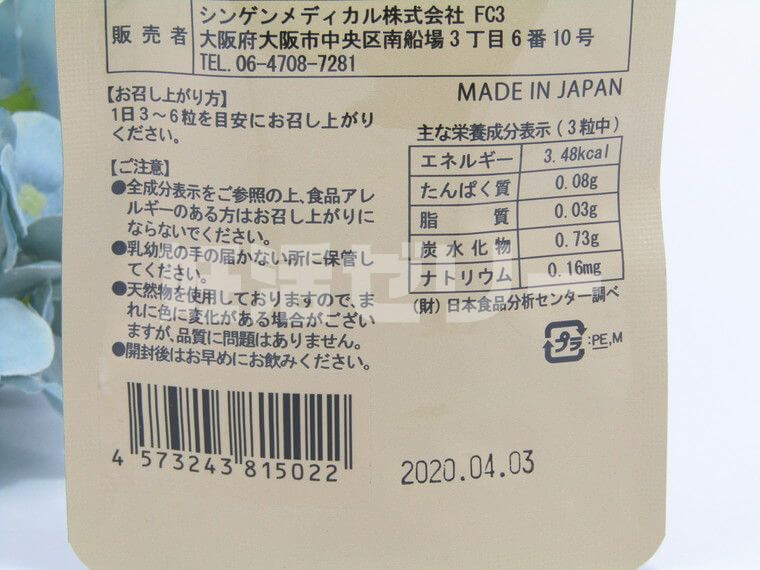 シンゲンメディカル株式会社 FC3
販売者
大阪府大阪市中央区南船場3丁目6番10号
TEL. 06-4708-7281
MADE IN JAPAN
【お召し上がり方】
1日3～6粒を目安にお召し上がり
ください。
【ご注意】
●全成分表示をご参照の上、食品アレ
ルギーのある方はお召し上がりに
ならないでください。
●乳幼児の手の届かない所に保管し
てください。
●天然物を使用しておりますので、ま
れに色に変化がある場合がござい
ますが、品質に問題はありません。
●開封後はお早めにお飲みください。
主な栄養成分表示(3粒中)
エネルギー 3.48kcal
たんぱく質 0.08g
脂質 0.03g
炭水化物 0.73g
ナトリウム 0.16mg
(財)日本食品分析センター調べ
プラ :PE,M
4 573243 815022
2020.04.03